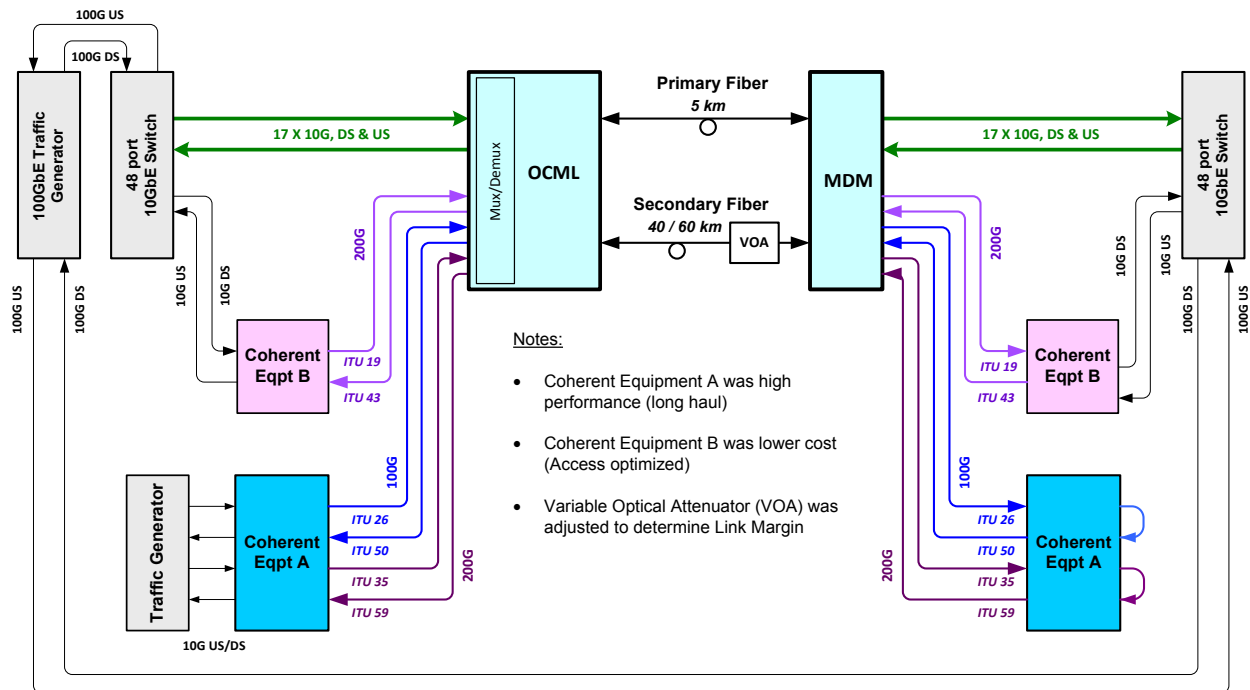 100G US
100G DS
100GbE Traffic
Generator
48 port
10GbE Switch
17 X 10G, DS & US
Mux/Demux
OCML
Primary Fiber
5 km
Secondary Fiber
40 / 60 km
VOA
MDM
17 X 10G, DS & US
48 port
10GbE Switch
10G DS
10G US
200G
200G
10G DS
10G US
100G US
100G DS
100G DS
100G US
Coherent
Eqpt B
ITU 19
ITU 43
ITU 19
ITU 43
Coherent
Eqpt B
Notes:
• Coherent Equipment A was high
performance (long haul)
• Coherent Equipment B was lower cost
(Access optimized)
• Variable Optical Attenuator (VOA) was
adjusted to determine Link Margin
100G
100G
Traffic Generator
Coherent
Eqpt A
ITU 26
ITU 50
ITU 35
ITU 59
200G
10G US/DS
200G
ITU 26
ITU 50
ITU 35
ITU 59
Coherent
Eqpt A